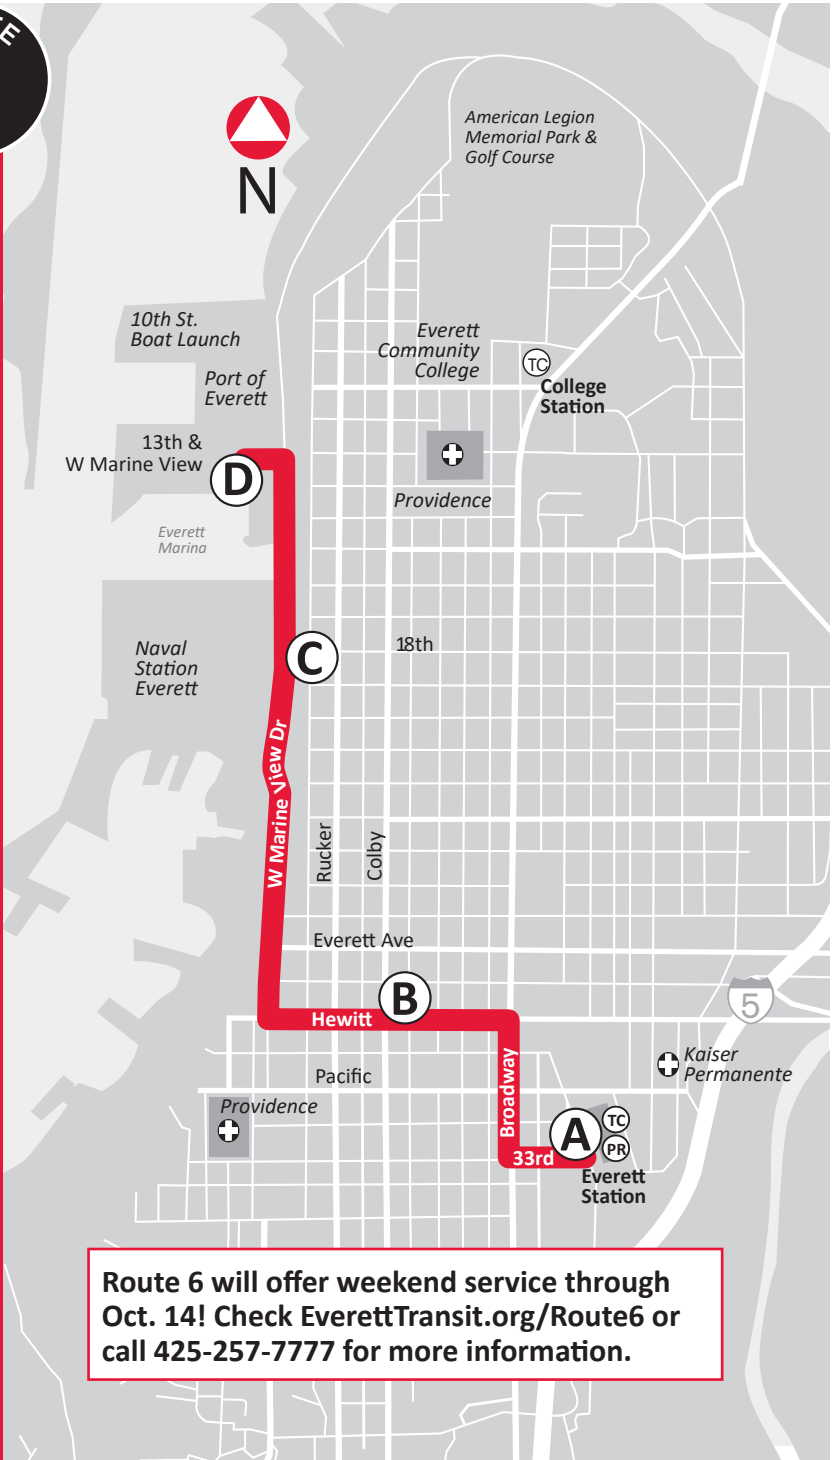 N
American Legion
Memorial Park &
Golf Course
10th St.
Boat Launch
Port of
Everett
Everett
Community
College
TC
College
Station
13th &
W Marine View
D
Providence
Everett
Marina
Naval
Station
Everett
C
18th
W Marine View Dr
Rucker
Colby
Everett Ave
B
Hewitt
5
Broadway
Pacific
Kaiser
Permanente
Providence
A
TC
PR
33rd
Everett
Station
Route 6 will offer weekend service through
Oct. 14! Check EverettTransit.org/Route6 or
call 425-257-7777 for more information.